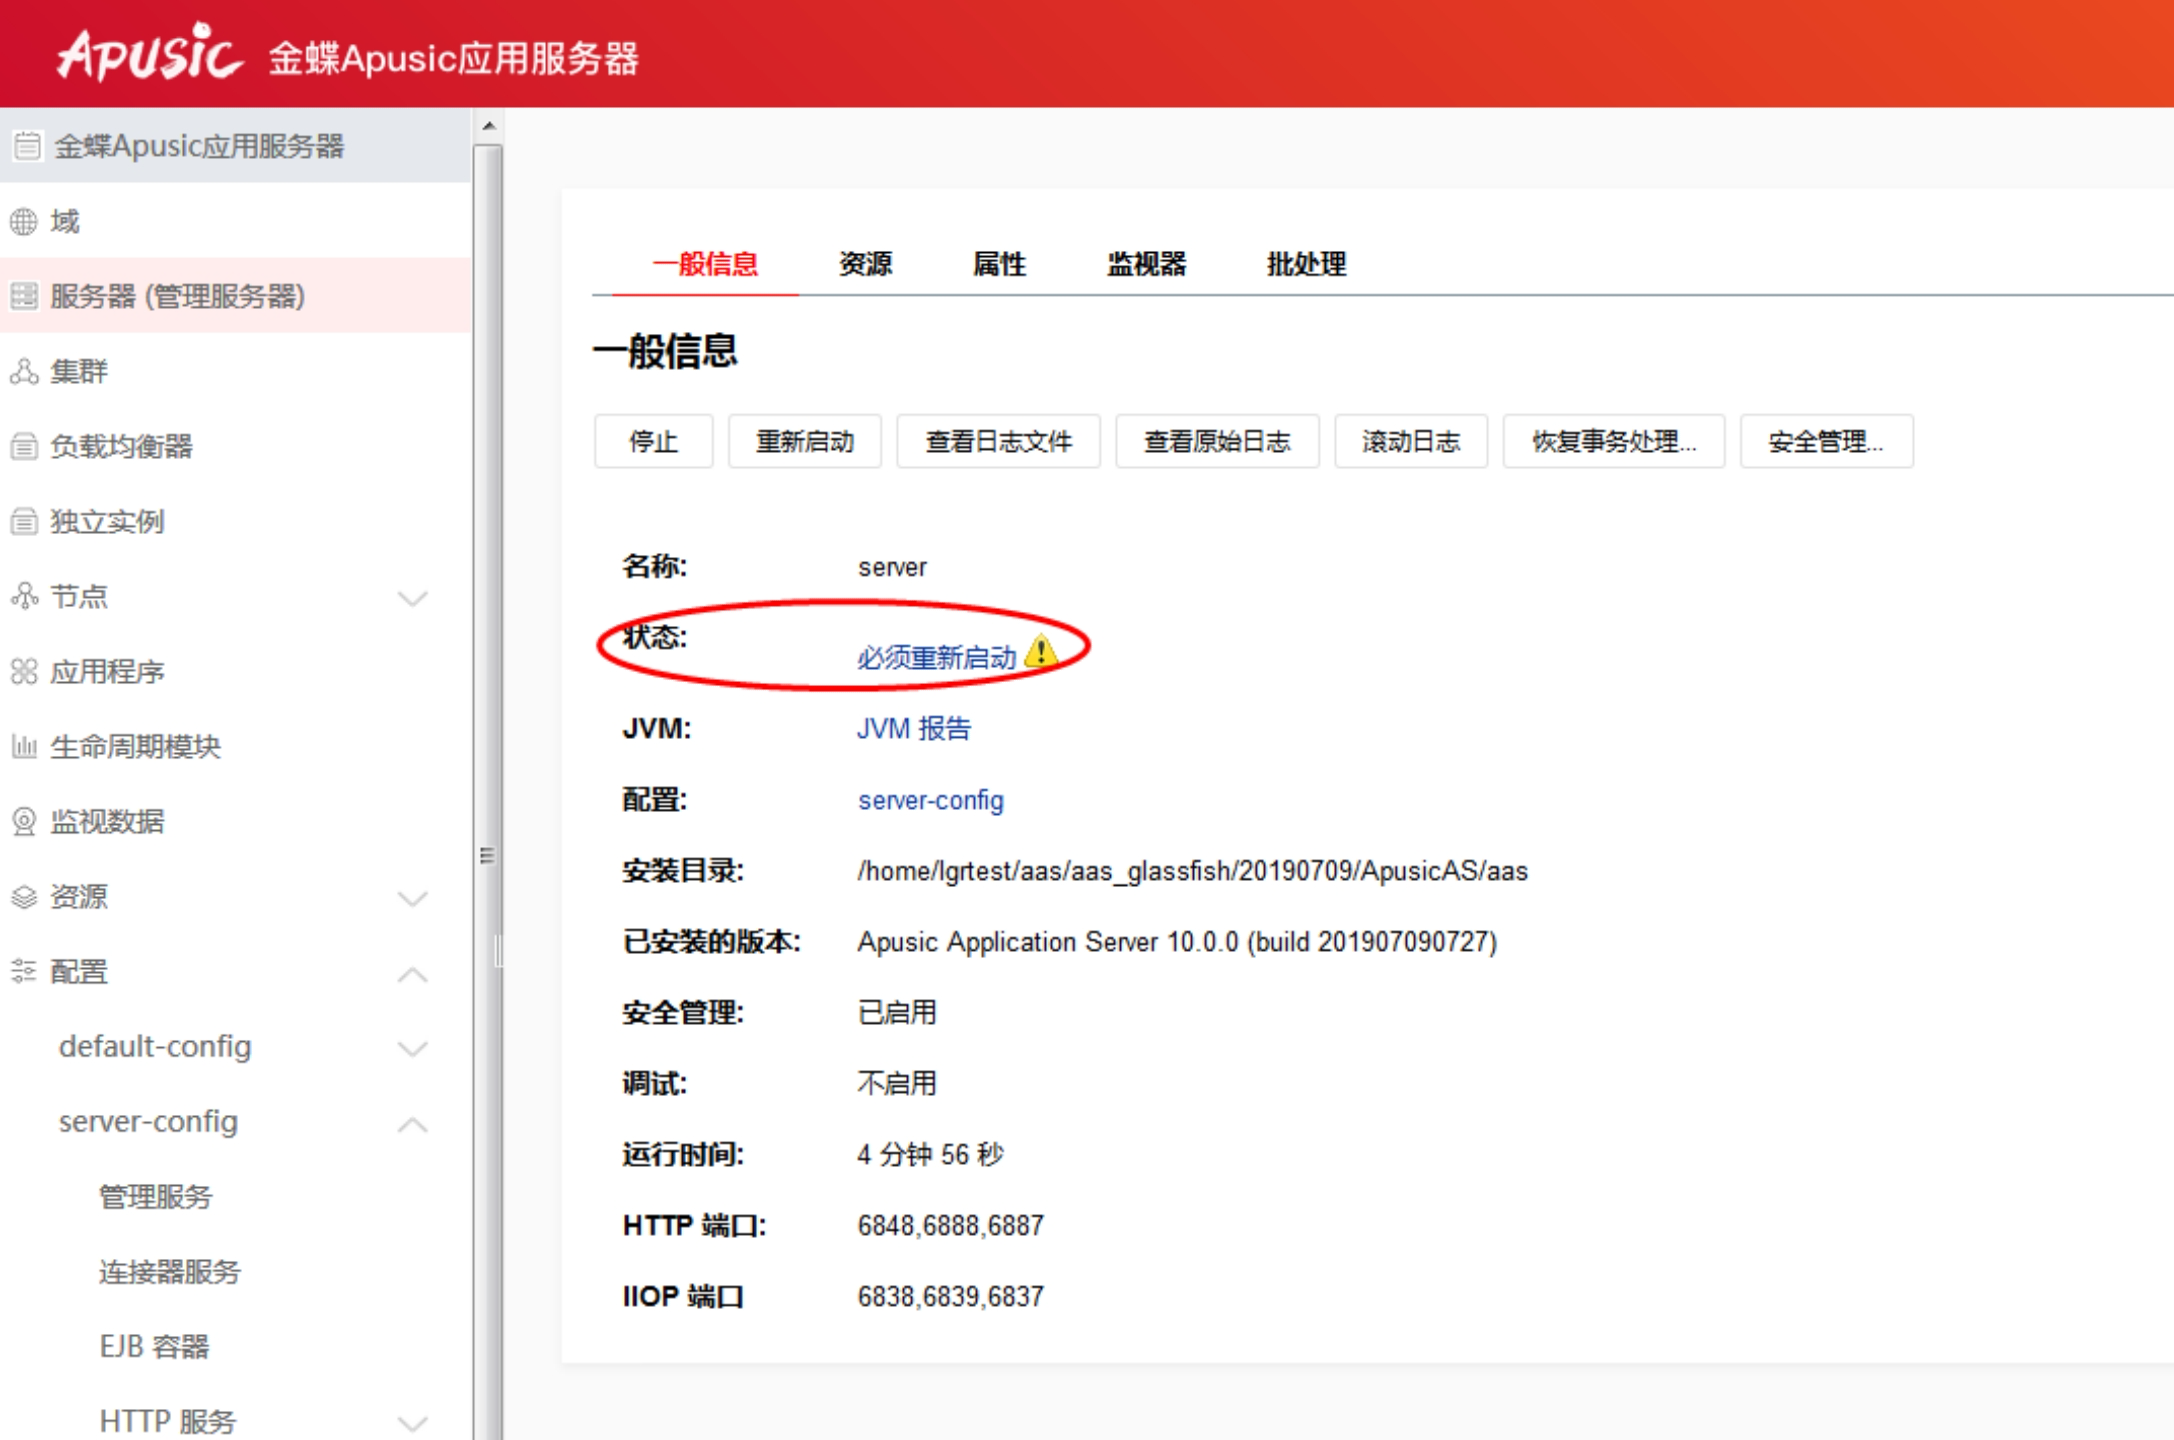 Apusic 金蝶Apusic应用服务器
金蝶Apusic应用服务器
域
服务器 (管理服务器)
集群
负载均衡器
独立实例
节点
应用程序
生命周期模块
监视数据
资源
配置
default-config
server-config
管理服务
连接器服务
EJB 容器
HTTP 服务
一般信息 资源 属性 监视器 批处理
一般信息
停止 重新启动 查看日志文件 查看原始日志 滚动日志 恢复事务处理... 安全管理...
名称: server
状态: 必须重新启动
JVM: JVM 报告
配置: server-config
安装目录: /home/lgrtest/aas/aas_glassfish/20190709/ApusicAS/aas
已安装的版本: Apusic Application Server 10.0.0 (build 201907090727)
安全管理: 已启用
调试: 不启用
运行时间: 4 分钟 56 秒
HTTP 端口: 6848,6888,6887
IIOP 端口 6838,6839,6837